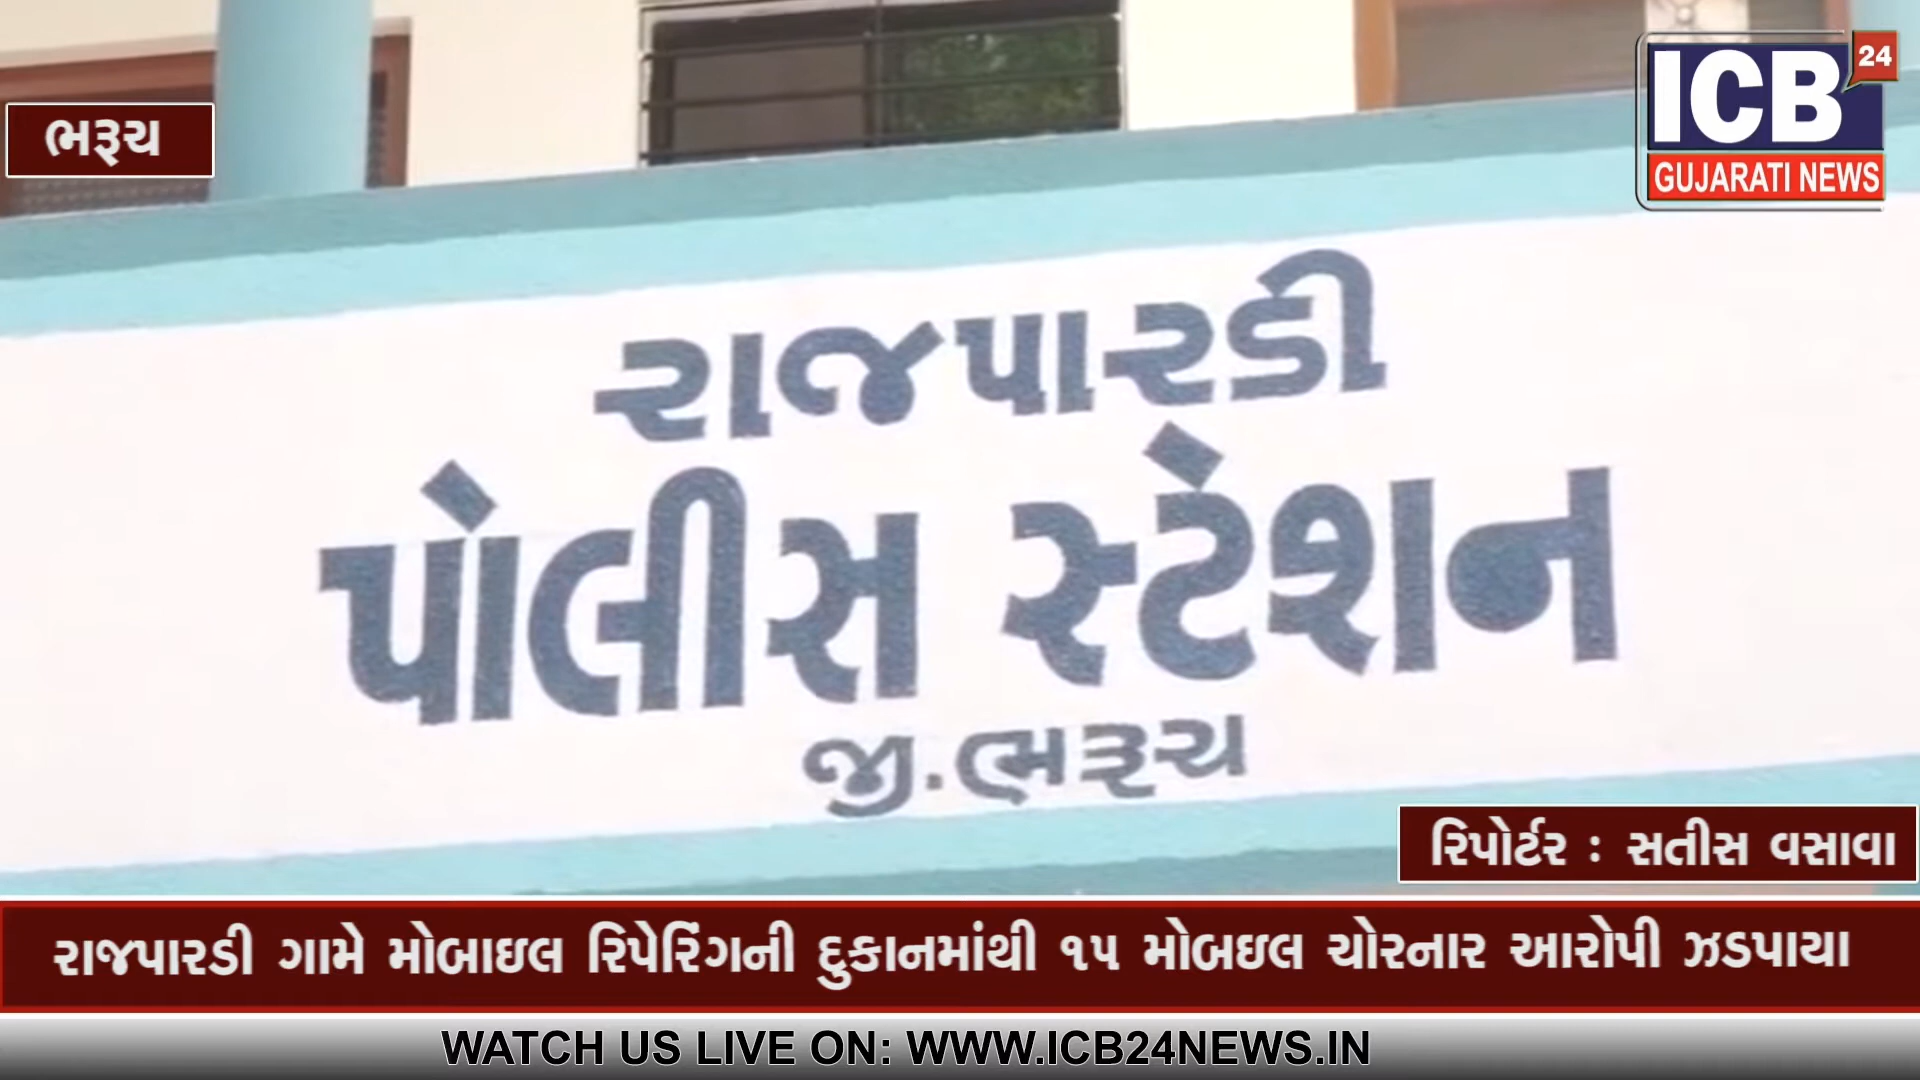 24
ICB
GUJARATI NEWS
ભરૂચ
રાજપારડી
પોલીસ સ્ટેશન
જી.ભરૂચ
રિપોર્ટર : સતીસ વસાવા
રાજપારડી ગામે મોબાઇલ રિપેરિંગની દુકાનમાંથી ૧૫ મોબઇલ ચોરનાર આરોપી ઝડપાયા
WATCH US LIVE ON: WWW.ICB24NEWS.IN